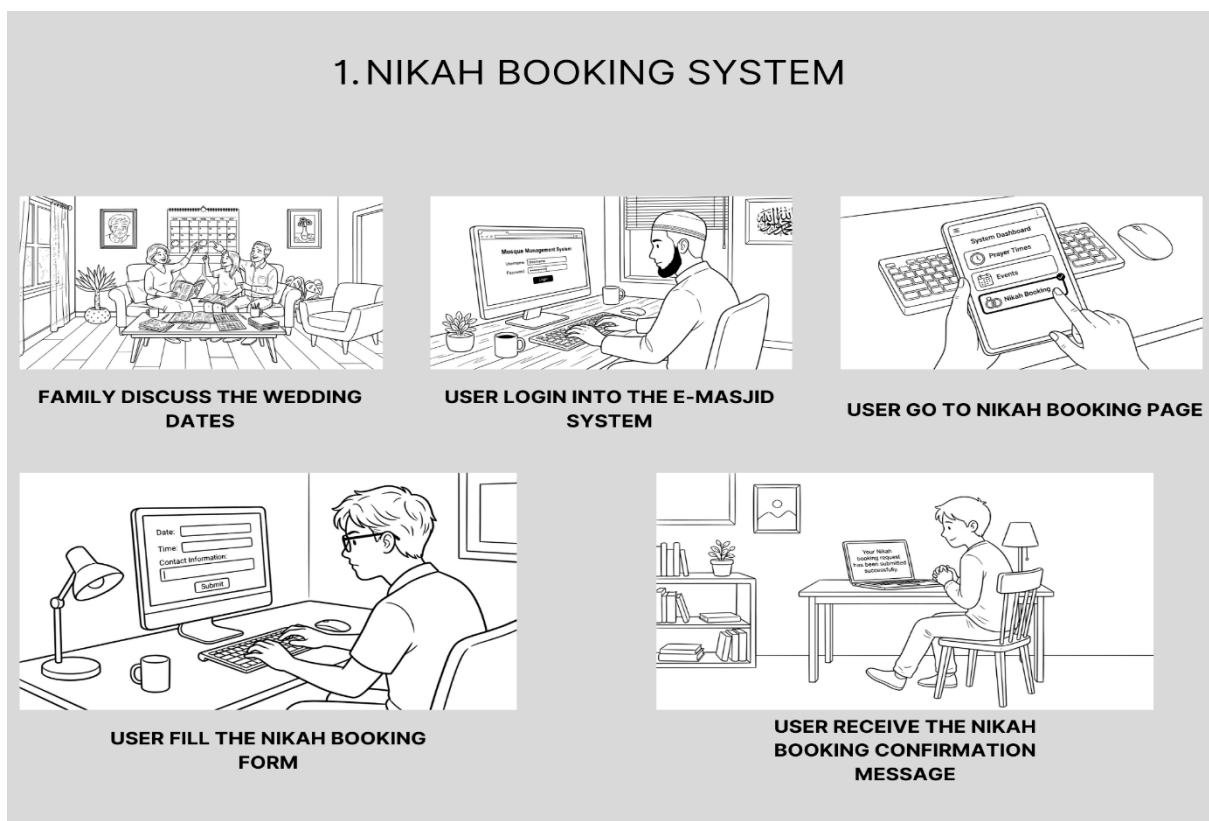 1. NIKAH BOOKING SYSTEM
Mosque Management System
Username:
Password:
Login
System Dashboard
Prayer Times
Events
Nikah Booking
FAMILY DISCUSS THE WEDDING
DATES
USER LOGIN INTO THE E-MASJID
SYSTEM
USER GO TO NIKAH BOOKING PAGE
Date:
Time:
Contact Information:
Submit
Your Nikah
booking request
has been submitted
successfully.
USER FILL THE NIKAH BOOKING
FORM
USER RECEIVE THE NIKAH
BOOKING CONFIRMATION
MESSAGE